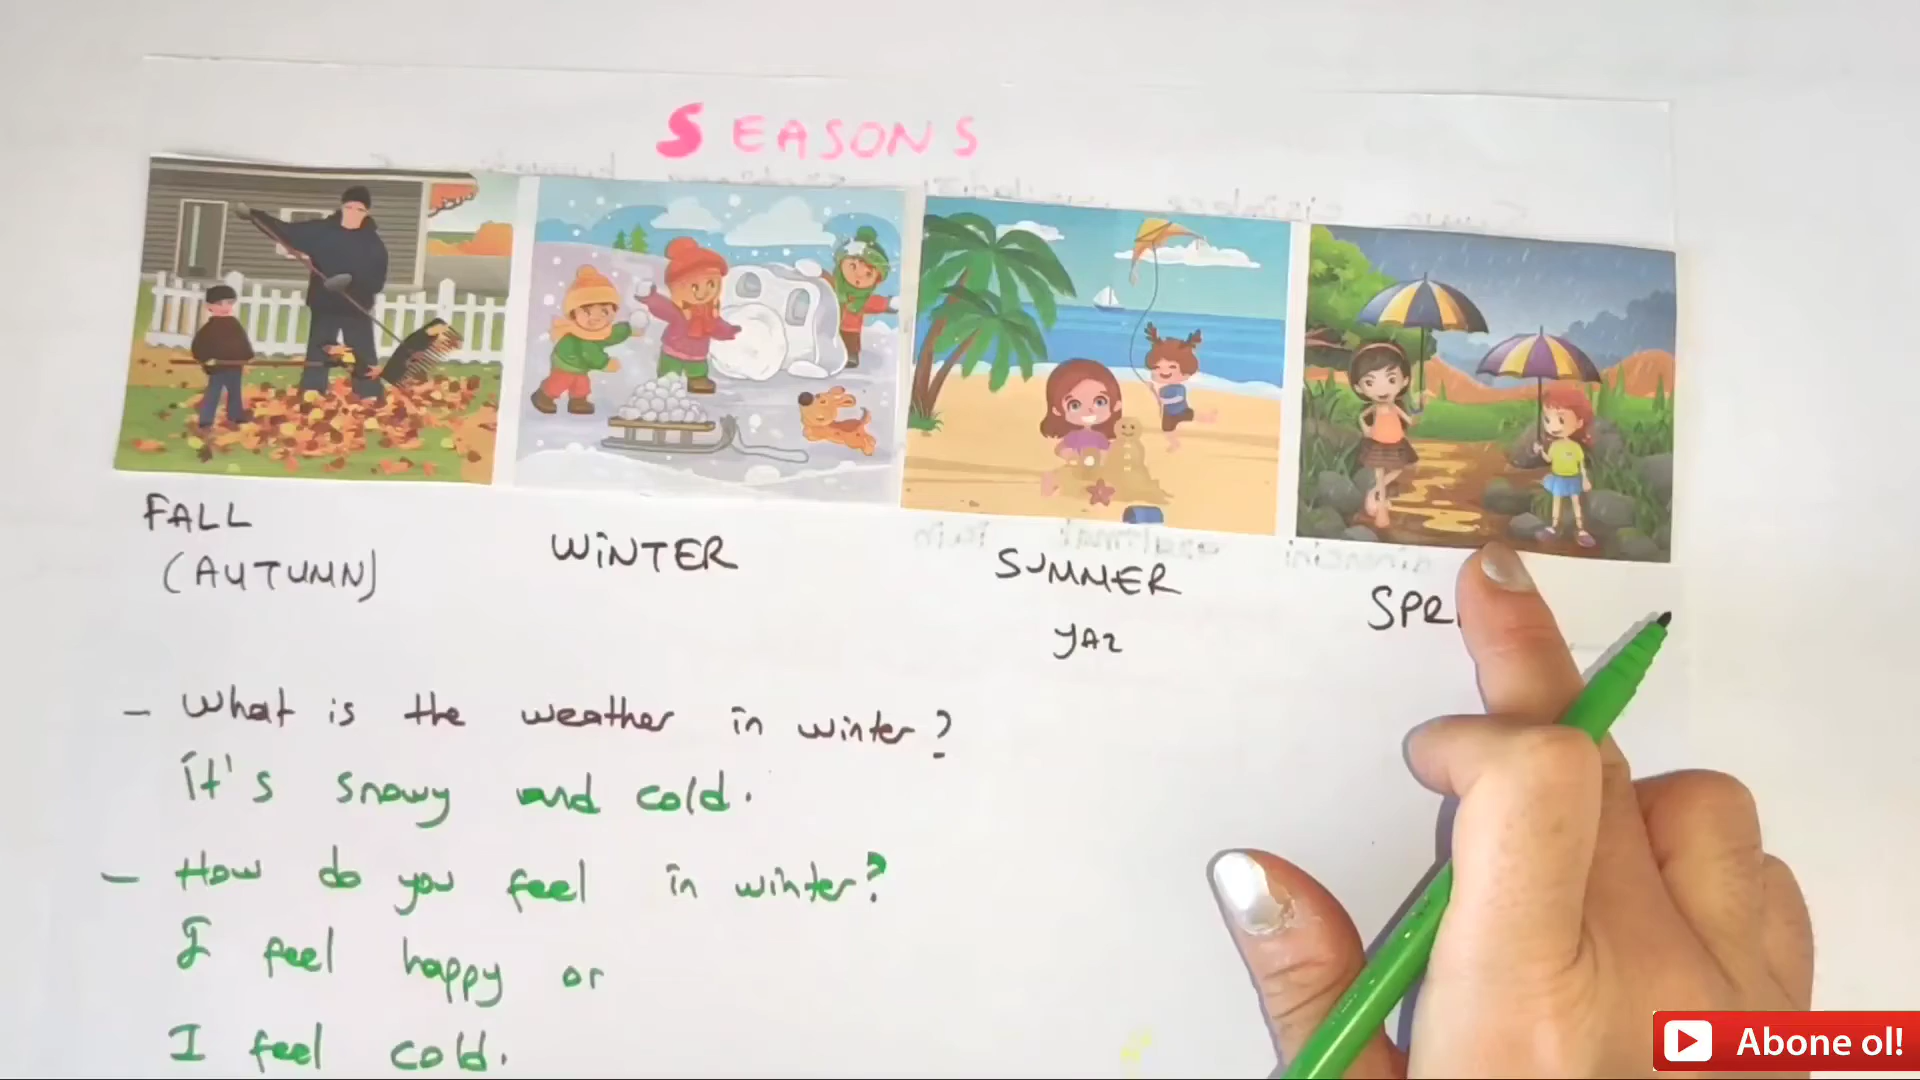 SEASONS
FALL
(AUTUMN)
WiNTER
SUMMER
YAZ
SPR
- What is the weather in winter?
it's snowy and cold.
- How do you feel in winter?
I feel happy or
I feel cold.
Abone ol!